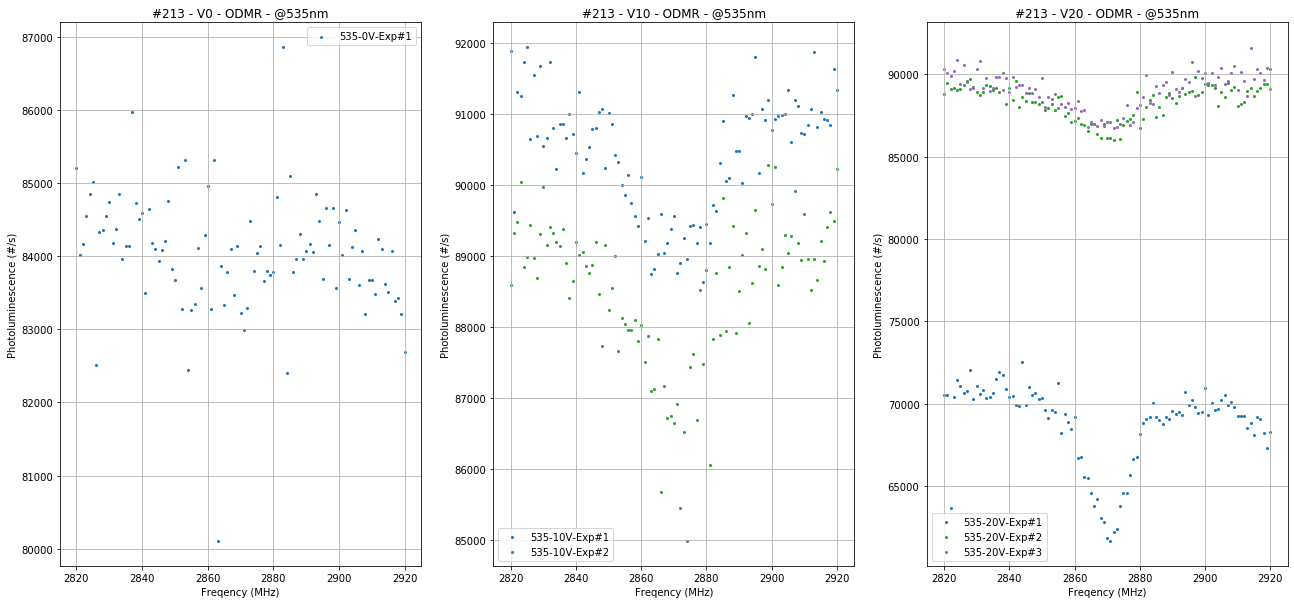 #213 - V0 - ODMR - @535nm
87000
86000
85000
84000
83000
82000
81000
80000
Photoluminescence (#/s)
535-0V-Exp#1
2820 2840 2860 2880 2900 2920
Freqency (MHz)
#213 - V10 - ODMR - @535nm
92000
91000
90000
89000
88000
87000
86000
85000
Photoluminescence (#/s)
535-10V-Exp#1
535-10V-Exp#2
2820 2840 2860 2880 2900 2920
Freqency (MHz)
#213 - V20 - ODMR - @535nm
90000
85000
80000
75000
70000
65000
Photoluminescence (#/s)
535-20V-Exp#1
535-20V-Exp#2
535-20V-Exp#3
2820 2840 2860 2880 2900 2920
Freqency (MHz)